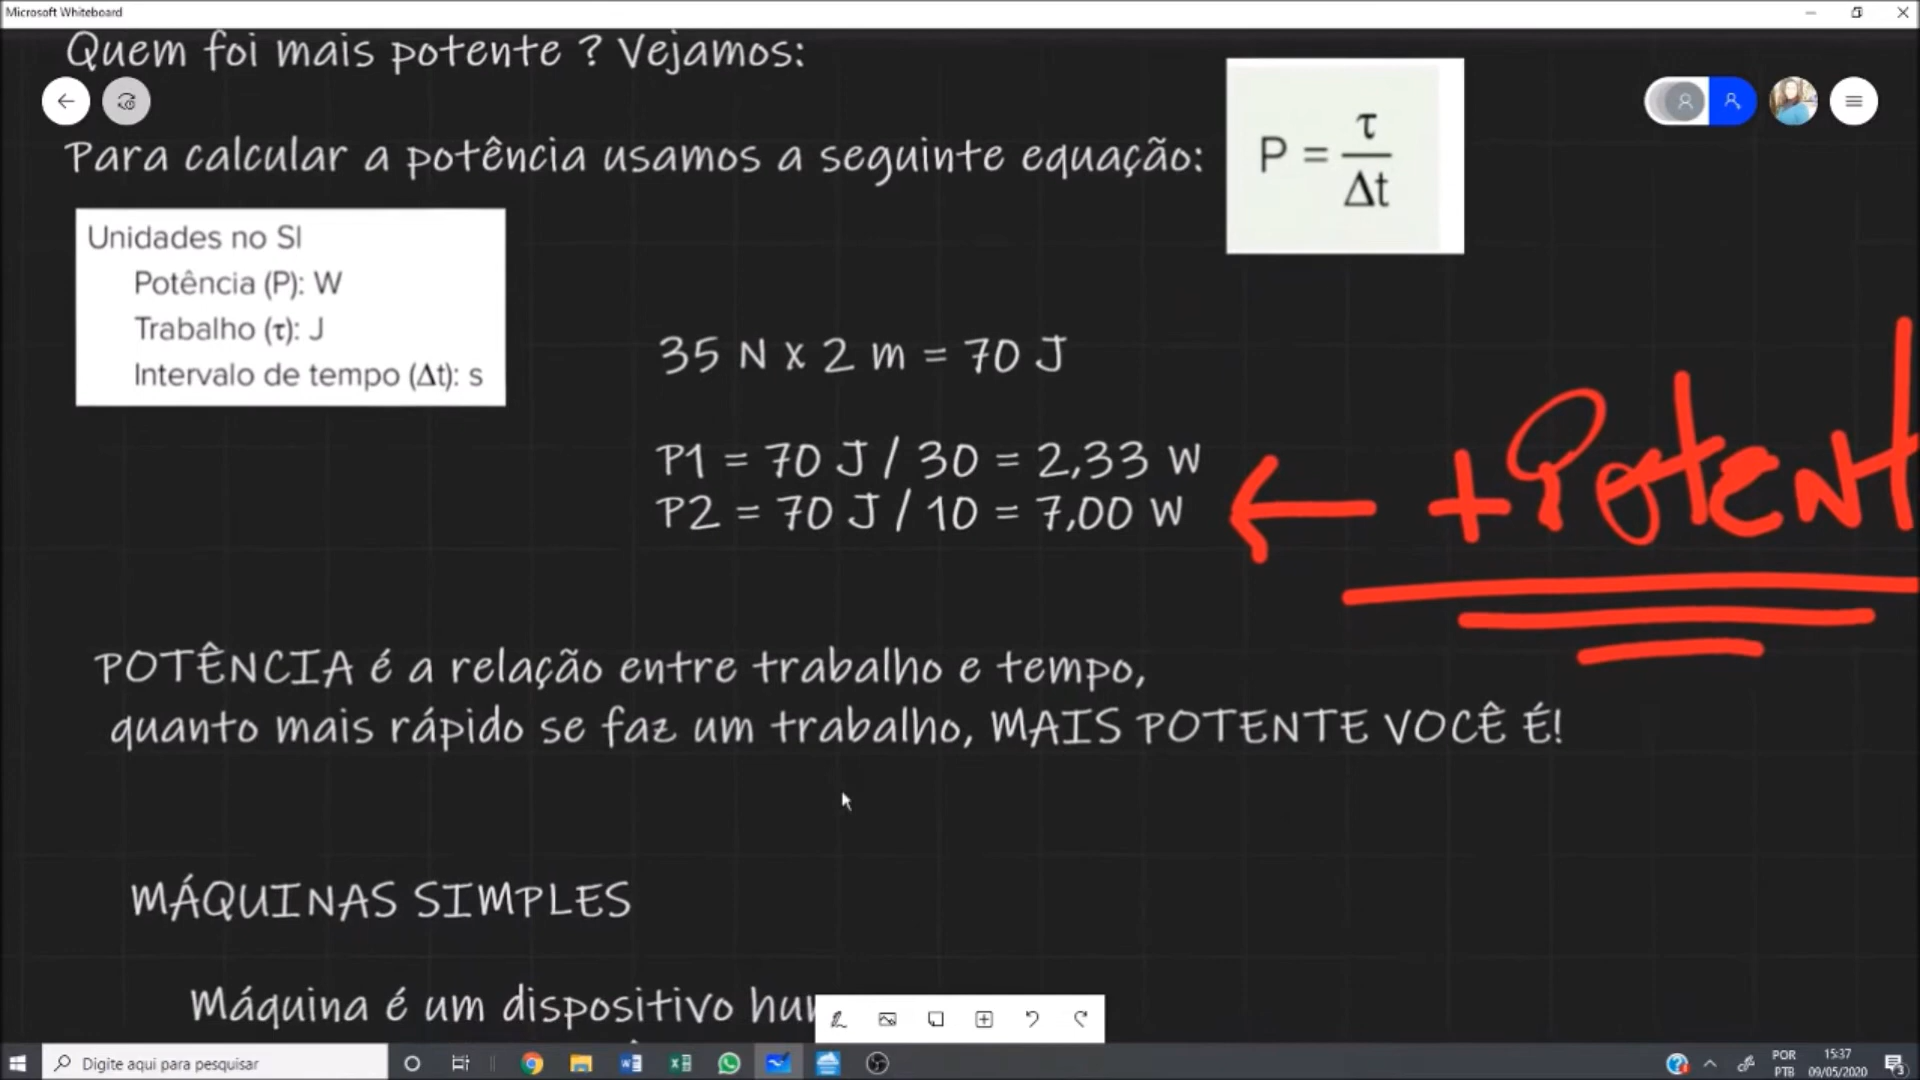 Microsoft Whiteboard
Quem foi mais potente ? Vejamos:
Para calcular a potência usamos a seguinte equação:
P = τ / Δt
Unidades no SI
Potência (P): W
Trabalho (τ): J
Intervalo de tempo (Δt): s
35 N x 2 m = 70 J
P1 = 70 J / 30 = 2,33 W
P2 = 70 J / 10 = 7,00 W
← +Potent
POTÊNCIA é a relação entre trabalho e tempo,
quanto mais rápido se faz um trabalho, MAIS POTENTE VOCÊ É!
MÁQUINAS SIMPLES
Máquina é um dispositivo
Digite aqui para pesquisar
POR
PTB
15:37
09/05/2020
3